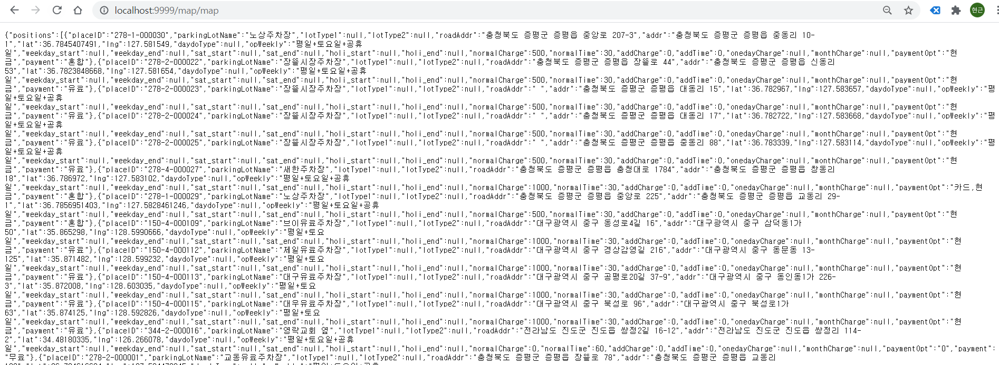 localhost:9999/map/map
현근
{"positions":[{"placeID":"278-1-000030","parkingLotName":"노상주차장","lotType1":null,"lotType2":null,"roadAddr":"충청북도 증평군 증평읍 중앙로 207-3","addr":"충청북도 증평군 증평읍 중동리 10-
1","lat":36.7845407491,"lng":127.581549,"daydoType":null,"opWeekly":"평일+토요일+공휴
일","weekday_start":null,"weekday_end":null,"sat_start":null,"sat_end":null,"holi_start":null,"holi_end":null,"normalCharge":500,"normalTime":30,"addCharge":0,"addTime":0,"onedayCharge":null,"monthCharge":null,"paymentOpt":"현
금","payment":"혼합"},{"placeID":"278-2-000022","parkingLotName":"장뜰시장주차장","lotType1":null,"lotType2":null,"roadAddr":"충청북도 증평군 증평읍 장뜰로 44","addr":"충청북도 증평군 증평읍 신동리
53","lat":36.7823848668,"lng":127.581654,"daydoType":null,"opWeekly":"평일+토요일+공휴
일","weekday_start":null,"weekday_end":null,"sat_start":null,"sat_end":null,"holi_start":null,"holi_end":null,"normalCharge":500,"normalTime":30,"addCharge":0,"addTime":0,"onedayCharge":null,"monthCharge":null,"paymentOpt":"현
금","payment":"유료"},{"placeID":"278-2-000023","parkingLotName":"장뜰시장주차장","lotType1":null,"lotType2":null,"roadAddr":" ","addr":"충청북도 증평군 증평읍 대동리 15","lat":36.782967,"lng":127.583657,"daydoType":null,"opWeekly":"평
일+토요일+공휴
일","weekday_start":null,"weekday_end":null,"sat_start":null,"sat_end":null,"holi_start":null,"holi_end":null,"normalCharge":500,"normalTime":30,"addCharge":0,"addTime":0,"onedayCharge":null,"monthCharge":null,"paymentOpt":"현
금","payment":"유료"},{"placeID":"278-2-000024","parkingLotName":"장뜰시장주차장","lotType1":null,"lotType2":null,"roadAddr":" ","addr":"충청북도 증평군 증평읍 대동리 17","lat":36.782722,"lng":127.583668,"daydoType":null,"opWeekly":"평
일+토요일+공휴
일","weekday_start":null,"weekday_end":null,"sat_start":null,"sat_end":null,"holi_start":null,"holi_end":null,"normalCharge":500,"normalTime":30,"addCharge":0,"addTime":0,"onedayCharge":null,"monthCharge":null,"paymentOpt":"현
금","payment":"유료"},{"placeID":"278-2-000025","parkingLotName":"장뜰시장주차장","lotType1":null,"lotType2":null,"roadAddr":" ","addr":"충청북도 증평군 증평읍 중동리 88","lat":36.783339,"lng":127.583114,"daydoType":null,"opWeekly":"평
일+토요일+공휴
일","weekday_start":null,"weekday_end":null,"sat_start":null,"sat_end":null,"holi_start":null,"holi_end":null,"normalCharge":500,"normalTime":30,"addCharge":0,"addTime":0,"onedayCharge":null,"monthCharge":null,"paymentOpt":"현
금","payment":"유료"},{"placeID":"278-4-000027","parkingLotName":"새한주차장","lotType1":null,"lotType2":null,"roadAddr":"충청북도 증평군 증평읍 충청대로 1784","addr":"충청북도 증평군 증평읍 창동리
18","lat":36.786972,"lng":127.583102,"daydoType":null,"opWeekly":"평일+토요일+공휴
일","weekday_start":null,"weekday_end":null,"sat_start":null,"sat_end":null,"holi_start":null,"holi_end":null,"normalCharge":1000,"normalTime":30,"addCharge":0,"addTime":0,"onedayCharge":null,"monthCharge":null,"paymentOpt":"카드,현
금","payment":"혼합"},{"placeID":"278-1-000029","parkingLotName":"노상주차장","lotType1":null,"lotType2":null,"roadAddr":"충청북도 증평군 증평읍 중앙로 225","addr":"충청북도 증평군 증평읍 교동리 29-
1","lat":36.7856951403,"lng":127.5828461246,"daydoType":null,"opWeekly":"평일+토요일+공휴
일","weekday_start":null,"weekday_end":null,"sat_start":null,"sat_end":null,"holi_start":null,"holi_end":null,"normalCharge":500,"normalTime":30,"addCharge":0,"addTime":0,"onedayCharge":null,"monthCharge":null,"paymentOpt":"현
금","payment":"혼합"},{"placeID":"150-4-000109","parkingLotName":"브이유료주차장","lotType1":null,"lotType2":null,"roadAddr":"대구광역시 중구 동성로4길 16","addr":"대구광역시 중구 삼덕동1가
50","lat":35.865298,"lng":128.5990666,"daydoType":null,"opWeekly":"평일+토요
일","weekday_start":null,"weekday_end":null,"sat_start":null,"sat_end":null,"holi_start":null,"holi_end":null,"normalCharge":1000,"normalTime":30,"addCharge":0,"addTime":0,"onedayCharge":null,"monthCharge":null,"paymentOpt":"현
금","payment":"유료"},{"placeID":"150-4-000112","parkingLotName":"제일유료주차장","lotType1":null,"lotType2":null,"roadAddr":"대구광역시 중구 경상감영길 216","addr":"대구광역시 중구 동문동 13-
125","lat":35.871482,"lng":128.599232,"daydoType":null,"opWeekly":"평일+토요
일","weekday_start":null,"weekday_end":null,"sat_start":null,"sat_end":null,"holi_start":null,"holi_end":null,"normalCharge":1000,"normalTime":30,"addCharge":0,"addTime":0,"onedayCharge":null,"monthCharge":null,"paymentOpt":"현
금","payment":"유료"},{"placeID":"150-4-000113","parkingLotName":"대구유료주차장","lotType1":null,"lotType2":null,"roadAddr":"대구광역시 중구 공평로20길 37-9","addr":"대구광역시 중구 동인동1가 226-
3","lat":35.872008,"lng":128.603035,"daydoType":null,"opWeekly":"평일+토요
일","weekday_start":null,"weekday_end":null,"sat_start":null,"sat_end":null,"holi_start":null,"holi_end":null,"normalCharge":1000,"normalTime":30,"addCharge":0,"addTime":0,"onedayCharge":null,"monthCharge":null,"paymentOpt":"현
금","payment":"유료"},{"placeID":"150-4-000115","parkingLotName":"대우유료주차장","lotType1":null,"lotType2":null,"roadAddr":"대구광역시 중구 북성로 96","addr":"대구광역시 중구 북성로1가
63","lat":35.874125,"lng":128.592826,"daydoType":null,"opWeekly":"평일+토요
일","weekday_start":null,"weekday_end":null,"sat_start":null,"sat_end":null,"holi_start":null,"holi_end":null,"normalCharge":1000,"normalTime":30,"addCharge":0,"addTime":0,"onedayCharge":null,"monthCharge":null,"paymentOpt":"현
금","payment":"유료"},{"placeID":"344-2-000016","parkingLotName":"영락교회 옆","lotType1":null,"lotType2":null,"roadAddr":"전라남도 진도군 진도읍 쌍정2길 16-12","addr":"전라남도 진도군 진도읍 쌍정리 114-
2","lat":34.48180335,"lng":126.266078,"daydoType":null,"opWeekly":"평일+토요일+공휴
일","weekday_start":null,"weekday_end":null,"sat_start":null,"sat_end":null,"holi_start":null,"holi_end":null,"normalCharge":0,"normalTime":60,"addCharge":0,"addTime":0,"onedayCharge":null,"monthCharge":null,"paymentOpt":"0","payment":
"무료"},{"placeID":"278-2-000001","parkingLotName":"교동유료주차장","lotType1":null,"lotType2":null,"roadAddr":"충청북도 증평군 증평읍 장뜰로 78","addr":"충청북도 증평군 증평읍 교동리